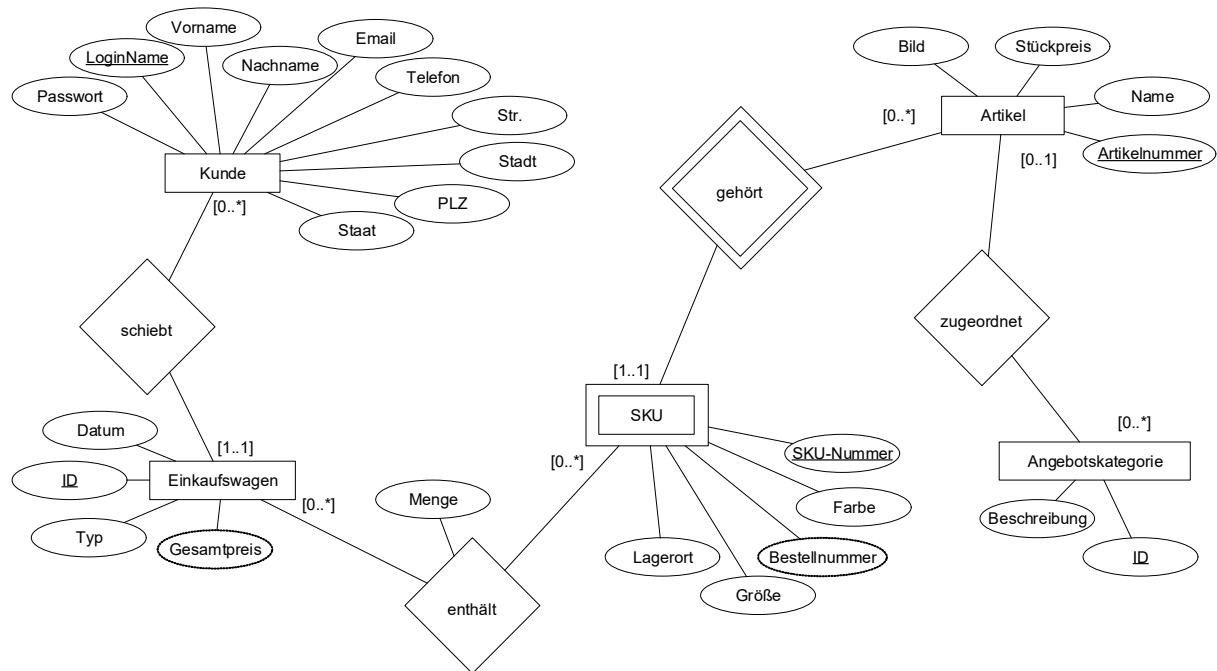 Vorname
Email
LoginName
Nachname
Passwort
Telefon
Str.
Stadt
Kunde
PLZ
[0..*]
Staat
Bild
Stückpreis
Name
[0..*]
Artikel
Artikelnummer
[0..1]
gehört
schiebt
zugeordnet
[1..1]
SKU
Datum
[1..1]
ID
Einkaufswagen
[0..*]
Typ
Gesamtpreis
Menge
[0..*]
SKU-Nummer
Farbe
Lagerort
Bestellnummer
Größe
enthält
[0..*]
Angebotskategorie
Beschreibung
ID